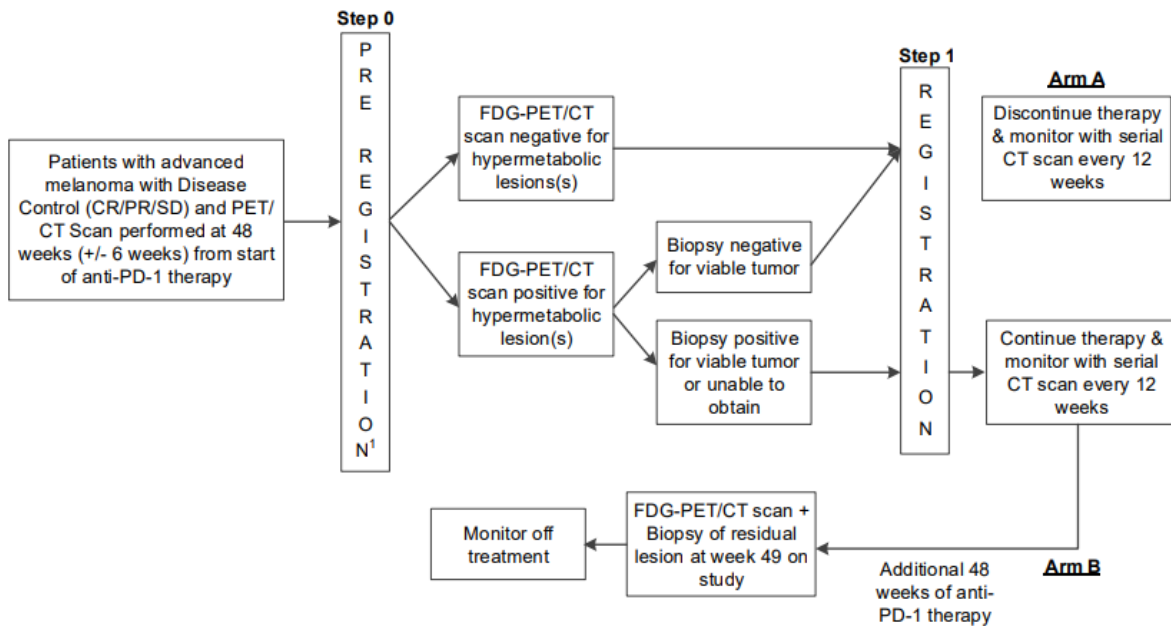 Step 0
P
R
E
R
E
G
I
S
T
R
A
T
I
O
N1
Patients with advanced
melanoma with Disease
Control (CR/PR/SD) and PET/
CT Scan performed at 48
weeks (+/- 6 weeks) from start
of anti-PD-1 therapy
FDG-PET/CT
scan negative for
hypermetabolic
lesions(s)
FDG-PET/CT
scan positive for
hypermetabolic
lesion(s)
Biopsy negative
for viable tumor
Biopsy positive
for viable tumor
or unable to
obtain
Step 1
R
E
G
I
S
T
R
A
T
I
O
N
Arm A
Discontinue therapy
& monitor with serial
CT scan every 12
weeks
Continue therapy &
monitor with serial
CT scan every 12
weeks
Arm B
Additional 48
weeks of anti-
PD-1 therapy
FDG-PET/CT scan +
Biopsy of residual
lesion at week 49 on
study
Monitor off
treatment